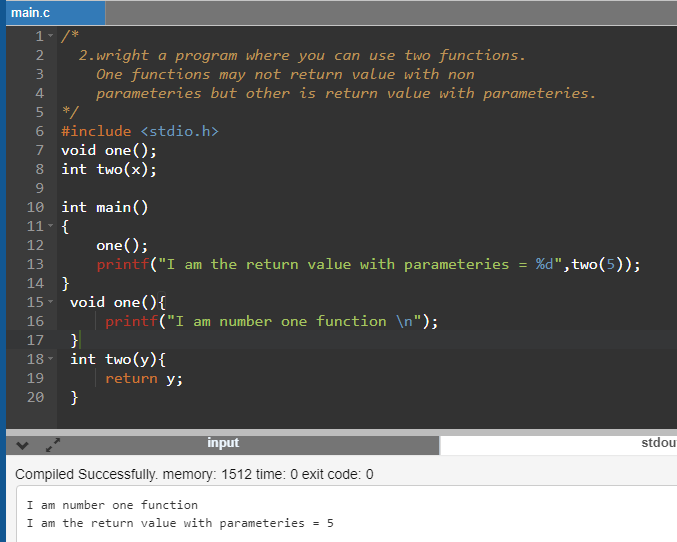 main.c
1 /*
2 2.wright a program where you can use two functions.
3 One functions may not return value with non
4 parameteries but other is return value with parameteries.
5 */
6 #include <stdio.h>
7 void one();
8 int two(x);
9
10 int main()
11 {
12 one();
13 printf("I am the return value with parameteries = %d",two(5));
14 }
15 void one(){
16 printf("I am number one function \n");
17 }
18 int two(y){
19 return y;
20 }
input stdou
Compiled Successfully. memory: 1512 time: 0 exit code: 0
I am number one function
I am the return value with parameteries = 5